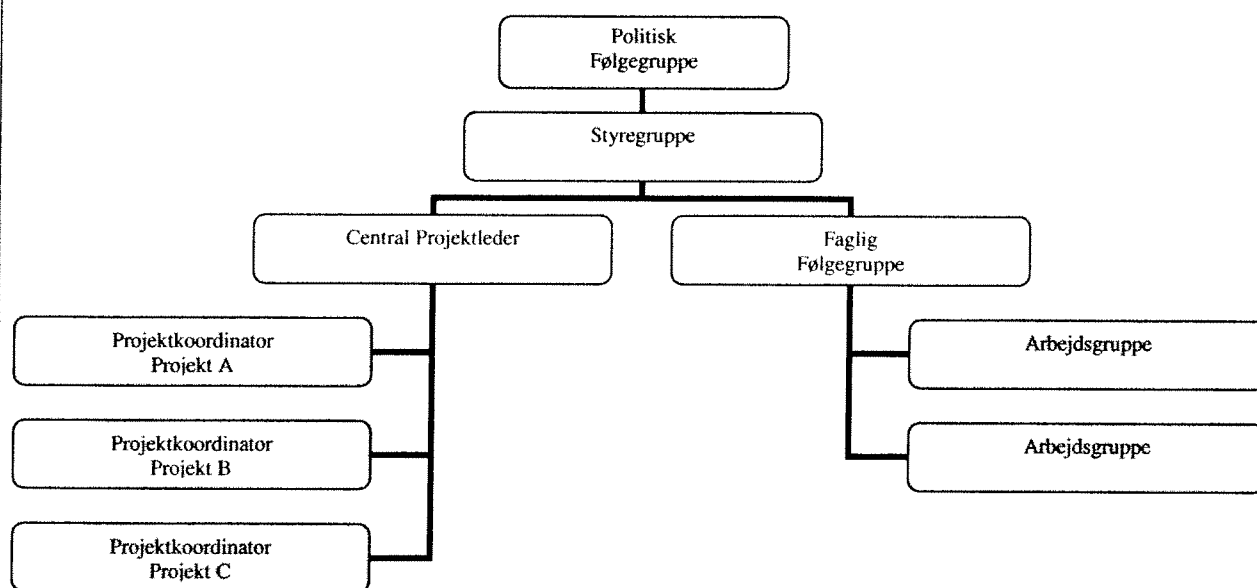 Politisk
Følgegruppe
Styregruppe
Central Projektleder
Faglig
Følgegruppe
Projektkoordinator
Projekt A
Projektkoordinator
Projekt B
Projektkoordinator
Projekt C
Arbejdsgruppe
Arbejdsgruppe